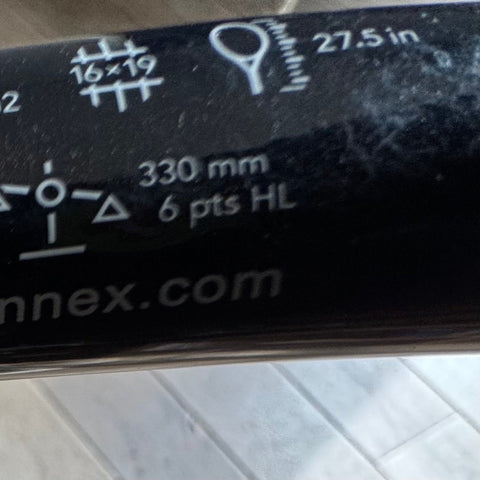 16×19
27.5 in
2
330 mm
6 pts HL
nnex.com